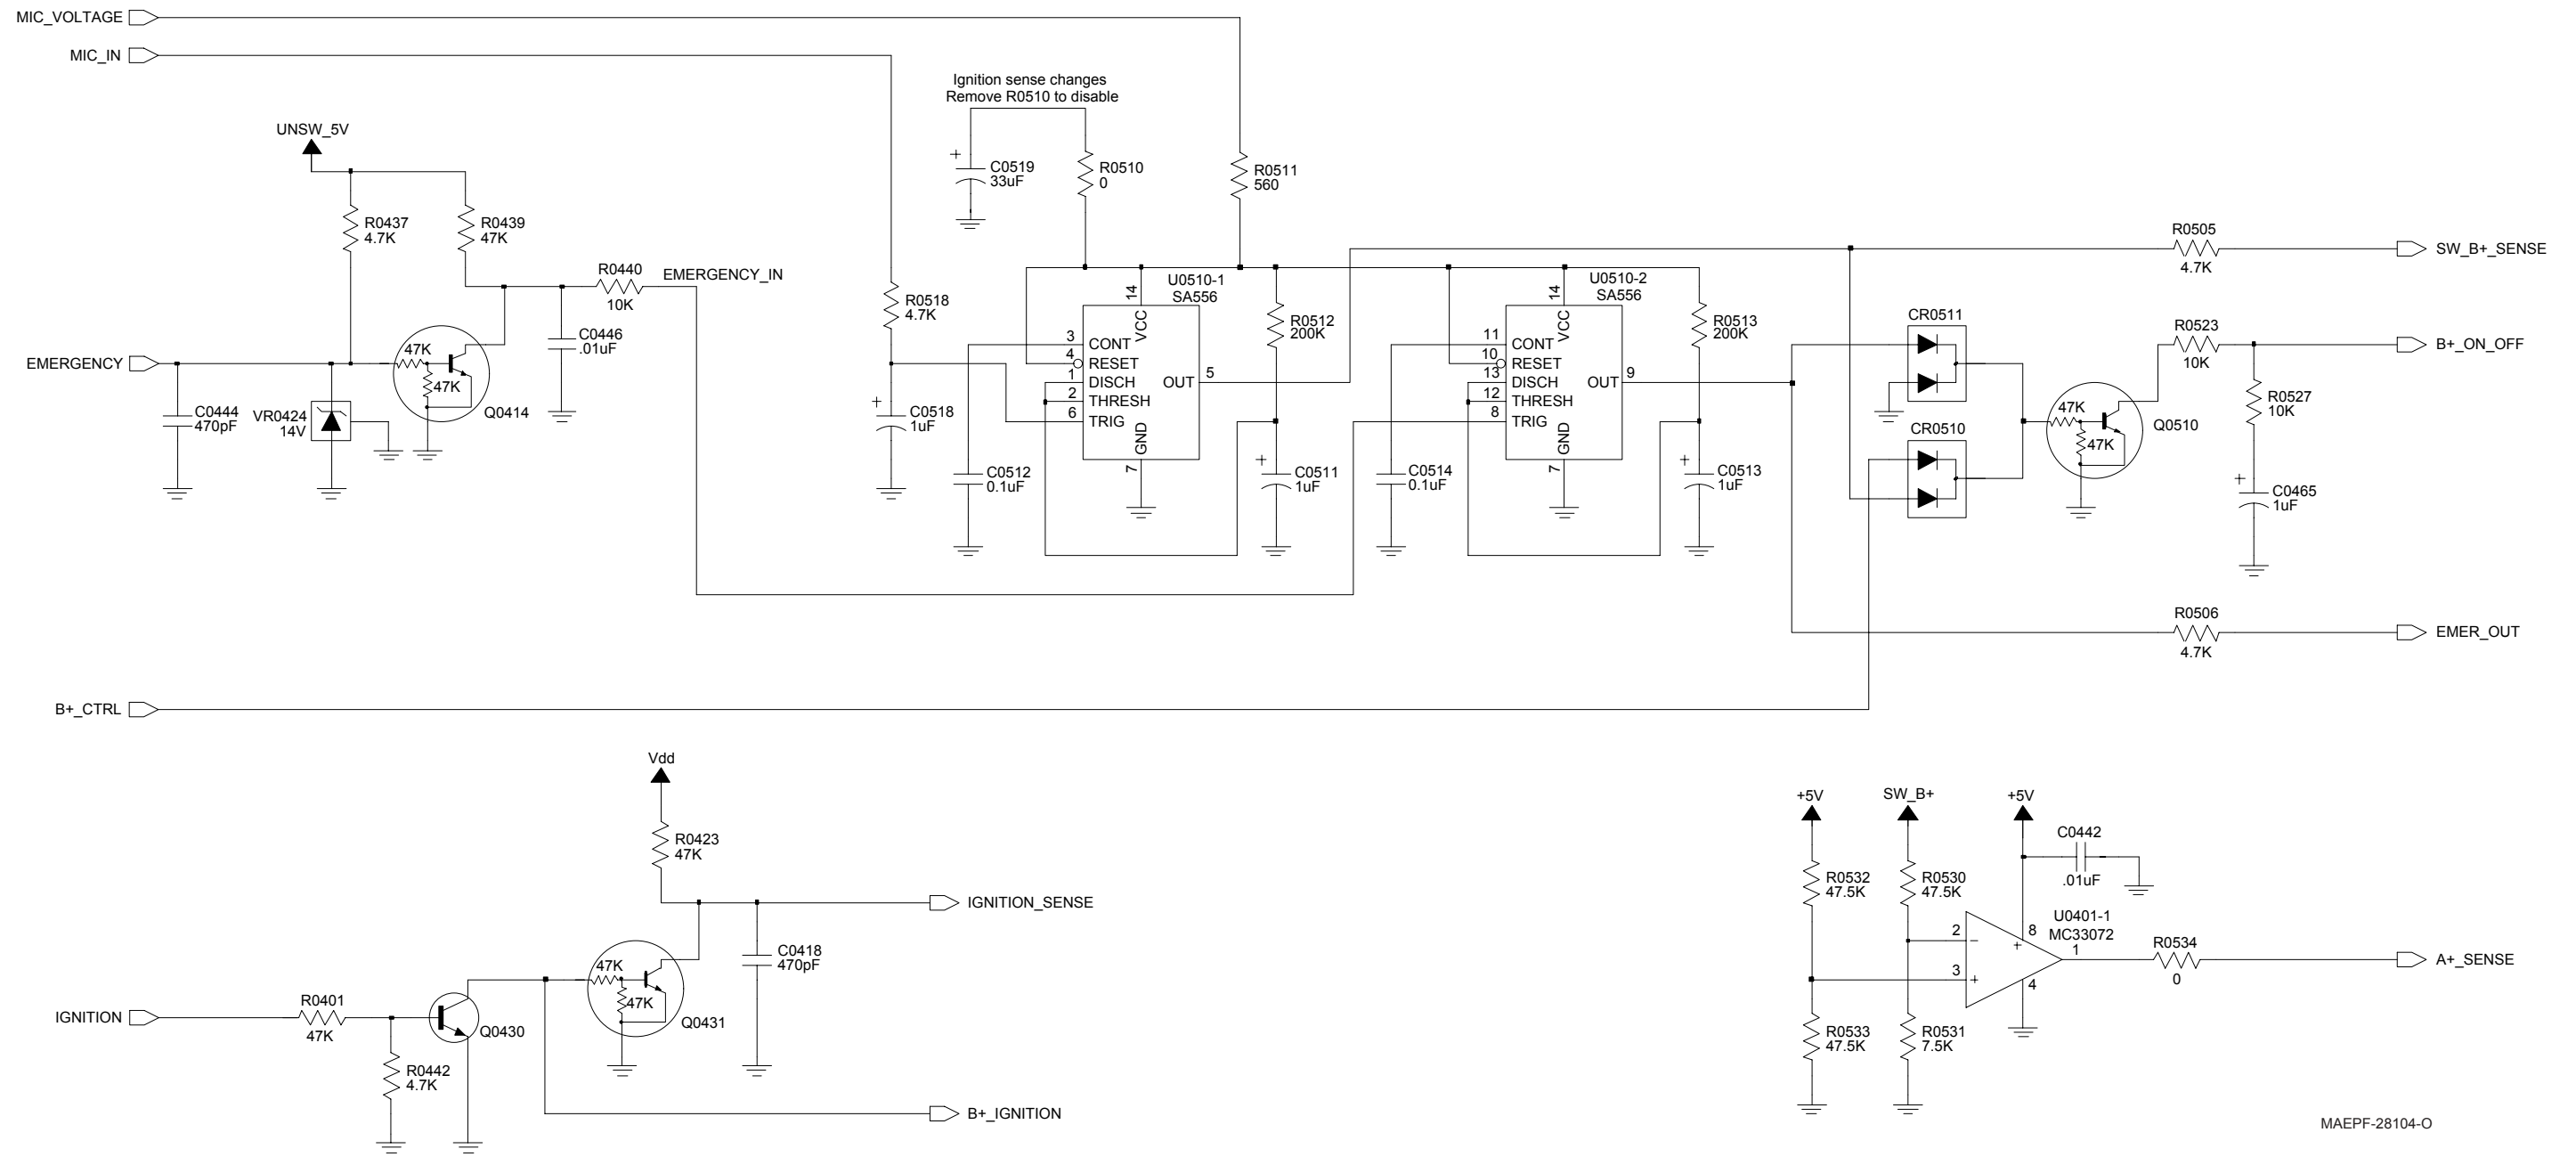 MIC_VOLTAGE
MIC_IN
Ignition sense changes
Remove R0510 to disable
UNSW_5V
C0519
33uF
R0510
0
R0511
560
R0437
4.7K
R0439
47K
R0440
10K
EMERGENCY_IN
R0518
4.7K
C0446
.01uF
EMERGENCY
47K
47K
Q0414
C0444
470pF
VR0424
14V
C0518
1uF
C0512
0.1uF
U0510-1
SA556
14
VCC
3 CONT
4 RESET
1 DISCH
2 THRESH
6 TRIG
OUT 5
GND
7
R0512
200K
C0511
1uF
C0514
0.1uF
U0510-2
SA556
14
VCC
11 CONT
10 RESET
13 DISCH
12 THRESH
8 TRIG
OUT 9
GND
7
R0513
200K
C0513
1uF
R0505
4.7K
SW_B+_SENSE
CR0511
CR0510
R0523
10K
B+_ON_OFF
47K
47K
Q0510
R0527
10K
C0465
1uF
R0506
4.7K
EMER_OUT
B+_CTRL
Vdd
R0423
47K
IGNITION_SENSE
C0418
470pF
47K
47K
Q0431
IGNITION
R0401
47K
Q0430
R0442
4.7K
B+_IGNITION
+5V
SW_B+
+5V
C0442
.01uF
R0532
47.5K
R0530
47.5K
U0401-1
MC33072
2
−
3
+
8
+
4
1
R0534
0
A+_SENSE
R0533
47.5K
R0531
7.5K
MAEPF-28104-O